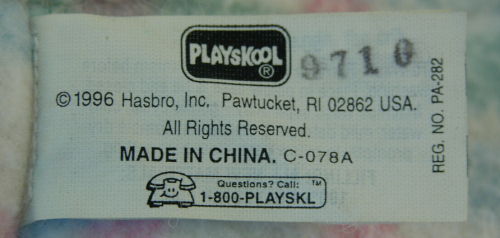 PLAYSKOOL®
9710
©1996 Hasbro, Inc. Pawtucket, RI 02862 USA.
All Rights Reserved.
MADE IN CHINA. C-078A
Questions? Call: ™
1-800-PLAYSKL
REG. NO. PA-282